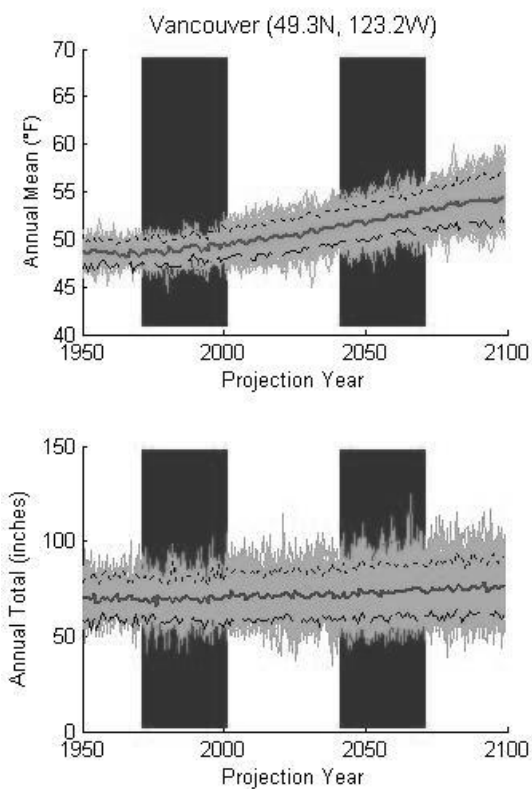 Vancouver (49.3N, 123.2W)
70
65
60
55
50
45
40
Annual Mean (°F)
1950 2000 2050 2100
Projection Year
150
100
50
0
Annual Total (inches)
1950 2000 2050 2100
Projection Year